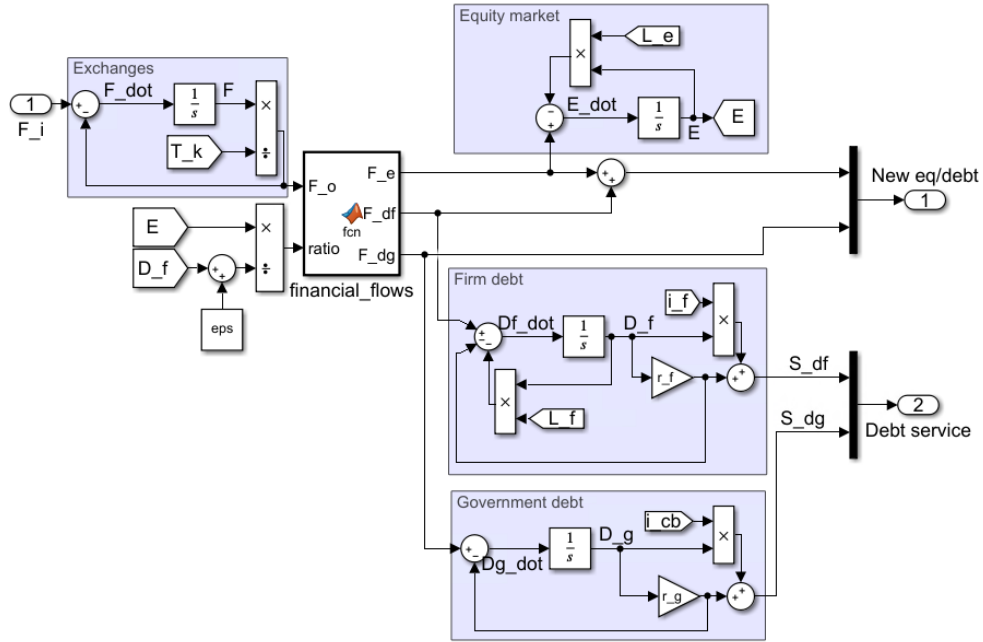 Equity market
L_e
×
Exchanges
F_dot
1
s
F
×
1
F_i
+
−
T_k
÷
−
+
E_dot
1
s
E
E
F_o
F_e
+
+
New eq/debt
1
F_df
fcn
ratio
F_dg
financial_flows
E
×
D_f
+
+
÷
eps
Firm debt
i_f
×
+
−
−
Df_dot
1
s
D_f
r_f
+
+
×
L_f
S_df
S_dg
2
Debt service
Government debt
i_cb
×
+
−
Dg_dot
1
s
D_g
r_g
+
+